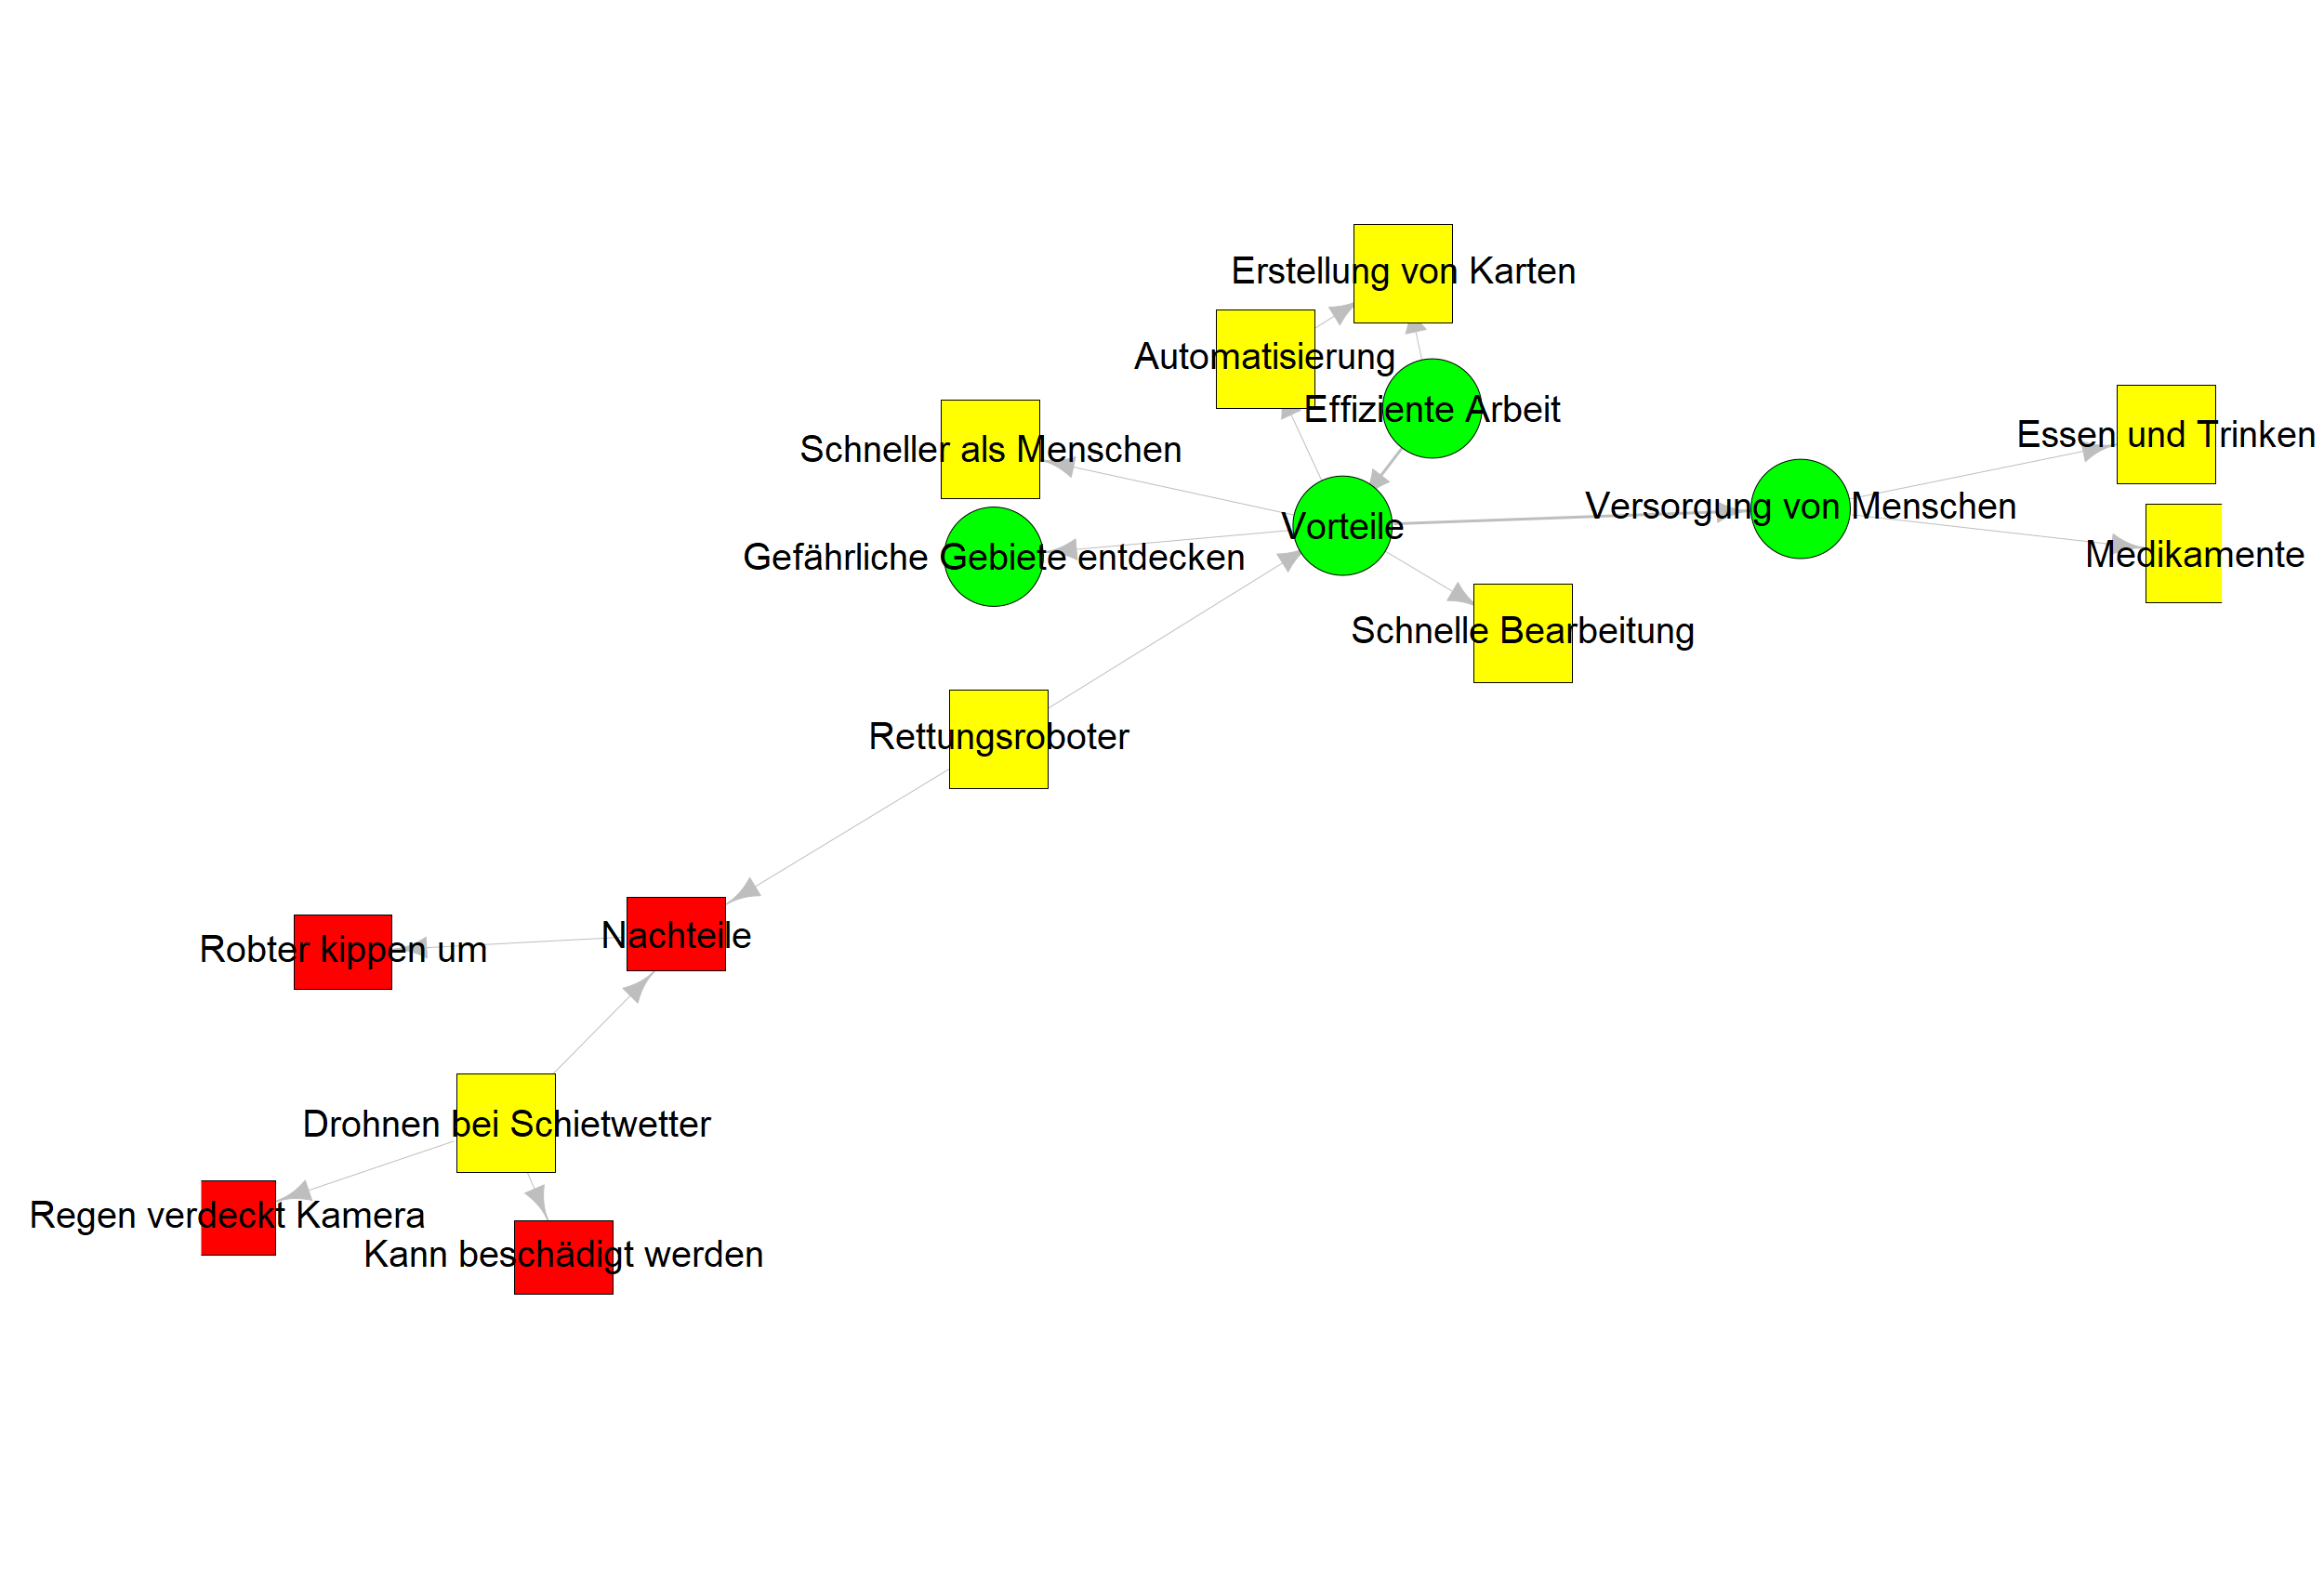 Erstellung von Karten
Automatisierung
Effiziente Arbeit
Schneller als Menschen
Essen und Trinken
Versorgung von Menschen
Vorteile
Gefährliche Gebiete entdecken
Medikamente
Schnelle Bearbeitung
Rettungsroboter
Nachteile
Robter kippen um
Drohnen bei Schietwetter
Regen verdeckt Kamera
Kann beschädigt werden